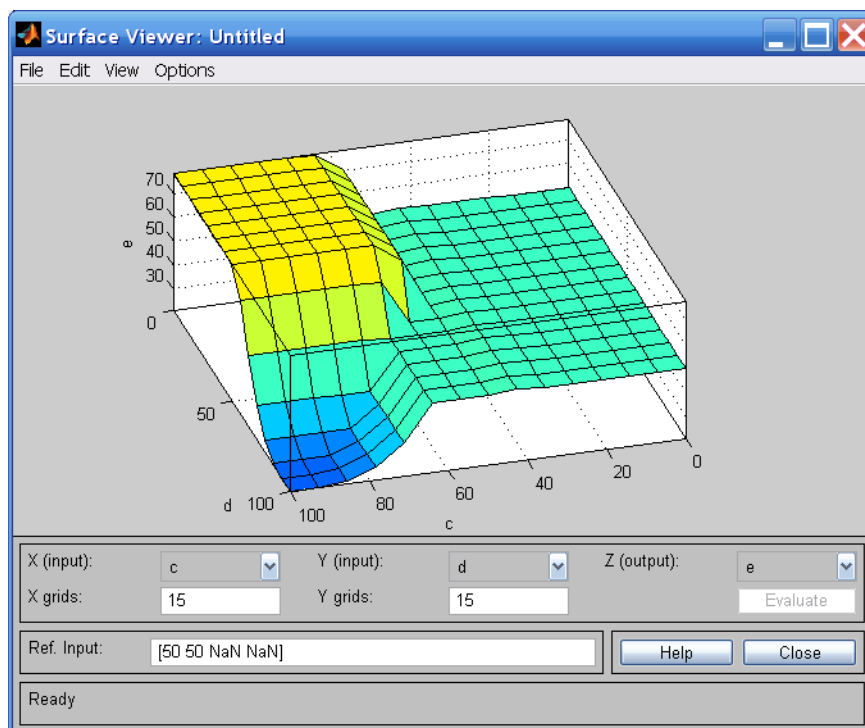 Surface Viewer: Untitled
File Edit View Options
70
60
50
40
30
e
0
50
100
d
100
80
60
40
20
0
c
X (input): c Y (input): d Z (output): e
X grids: 15 Y grids: 15 Evaluate
Ref. Input: [50 50 NaN NaN] Help Close
Ready